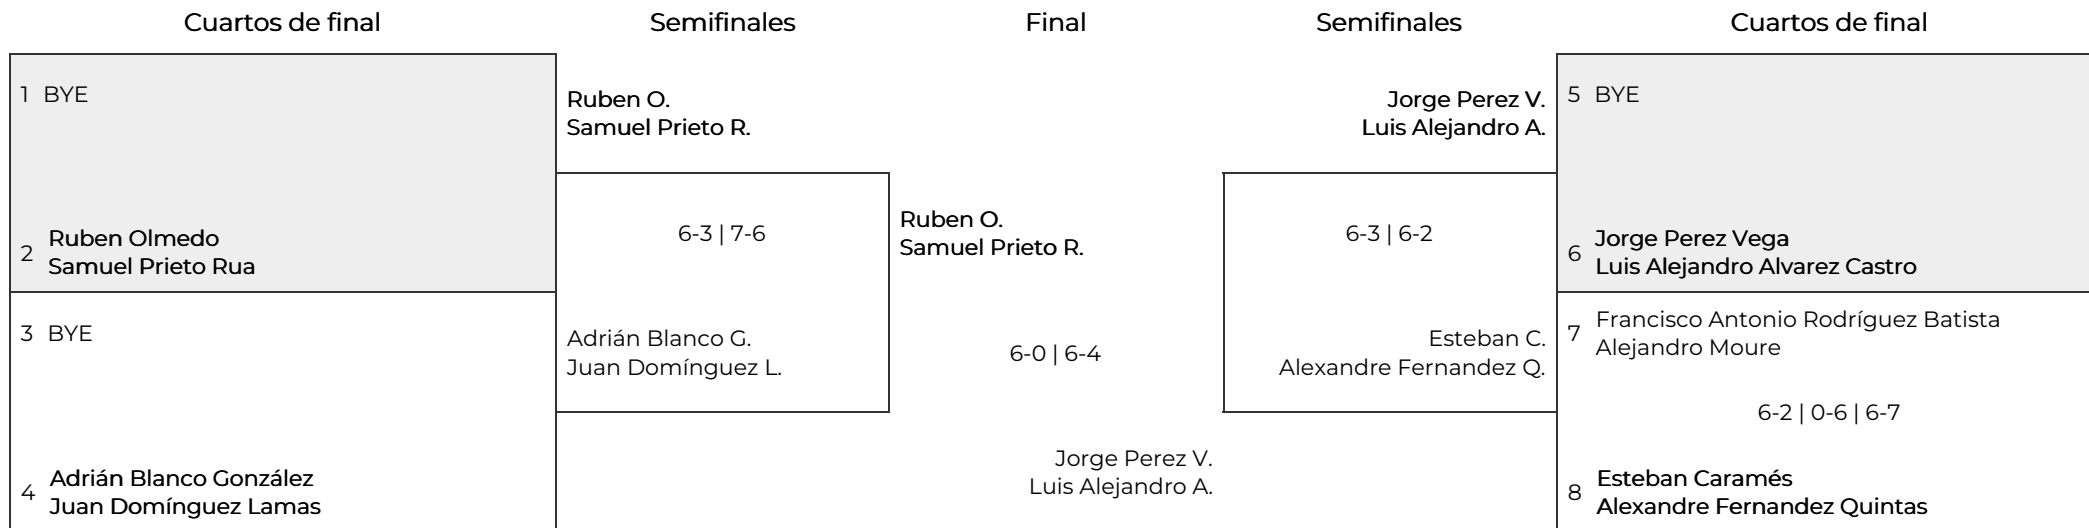 Cuartos de final
Semifinales
Final
Semifinales
Cuartos de final
1 BYE
2 Ruben Olmedo
Samuel Prieto Rua
3 BYE
4 Adrián Blanco González
Juan Domínguez Lamas
Ruben O.
Samuel Prieto R.
6-3 | 7-6
Adrián Blanco G.
Juan Domínguez L.
Ruben O.
Samuel Prieto R.
6-0 | 6-4
Jorge Perez V.
Luis Alejandro A.
Jorge Perez V.
Luis Alejandro A.
6-3 | 6-2
Esteban C.
Alexandre Fernandez Q.
5 BYE
6 Jorge Perez Vega
Luis Alejandro Alvarez Castro
7 Francisco Antonio Rodríguez Batista
Alejandro Moure
6-2 | 0-6 | 6-7
8 Esteban Caramés
Alexandre Fernandez Quintas